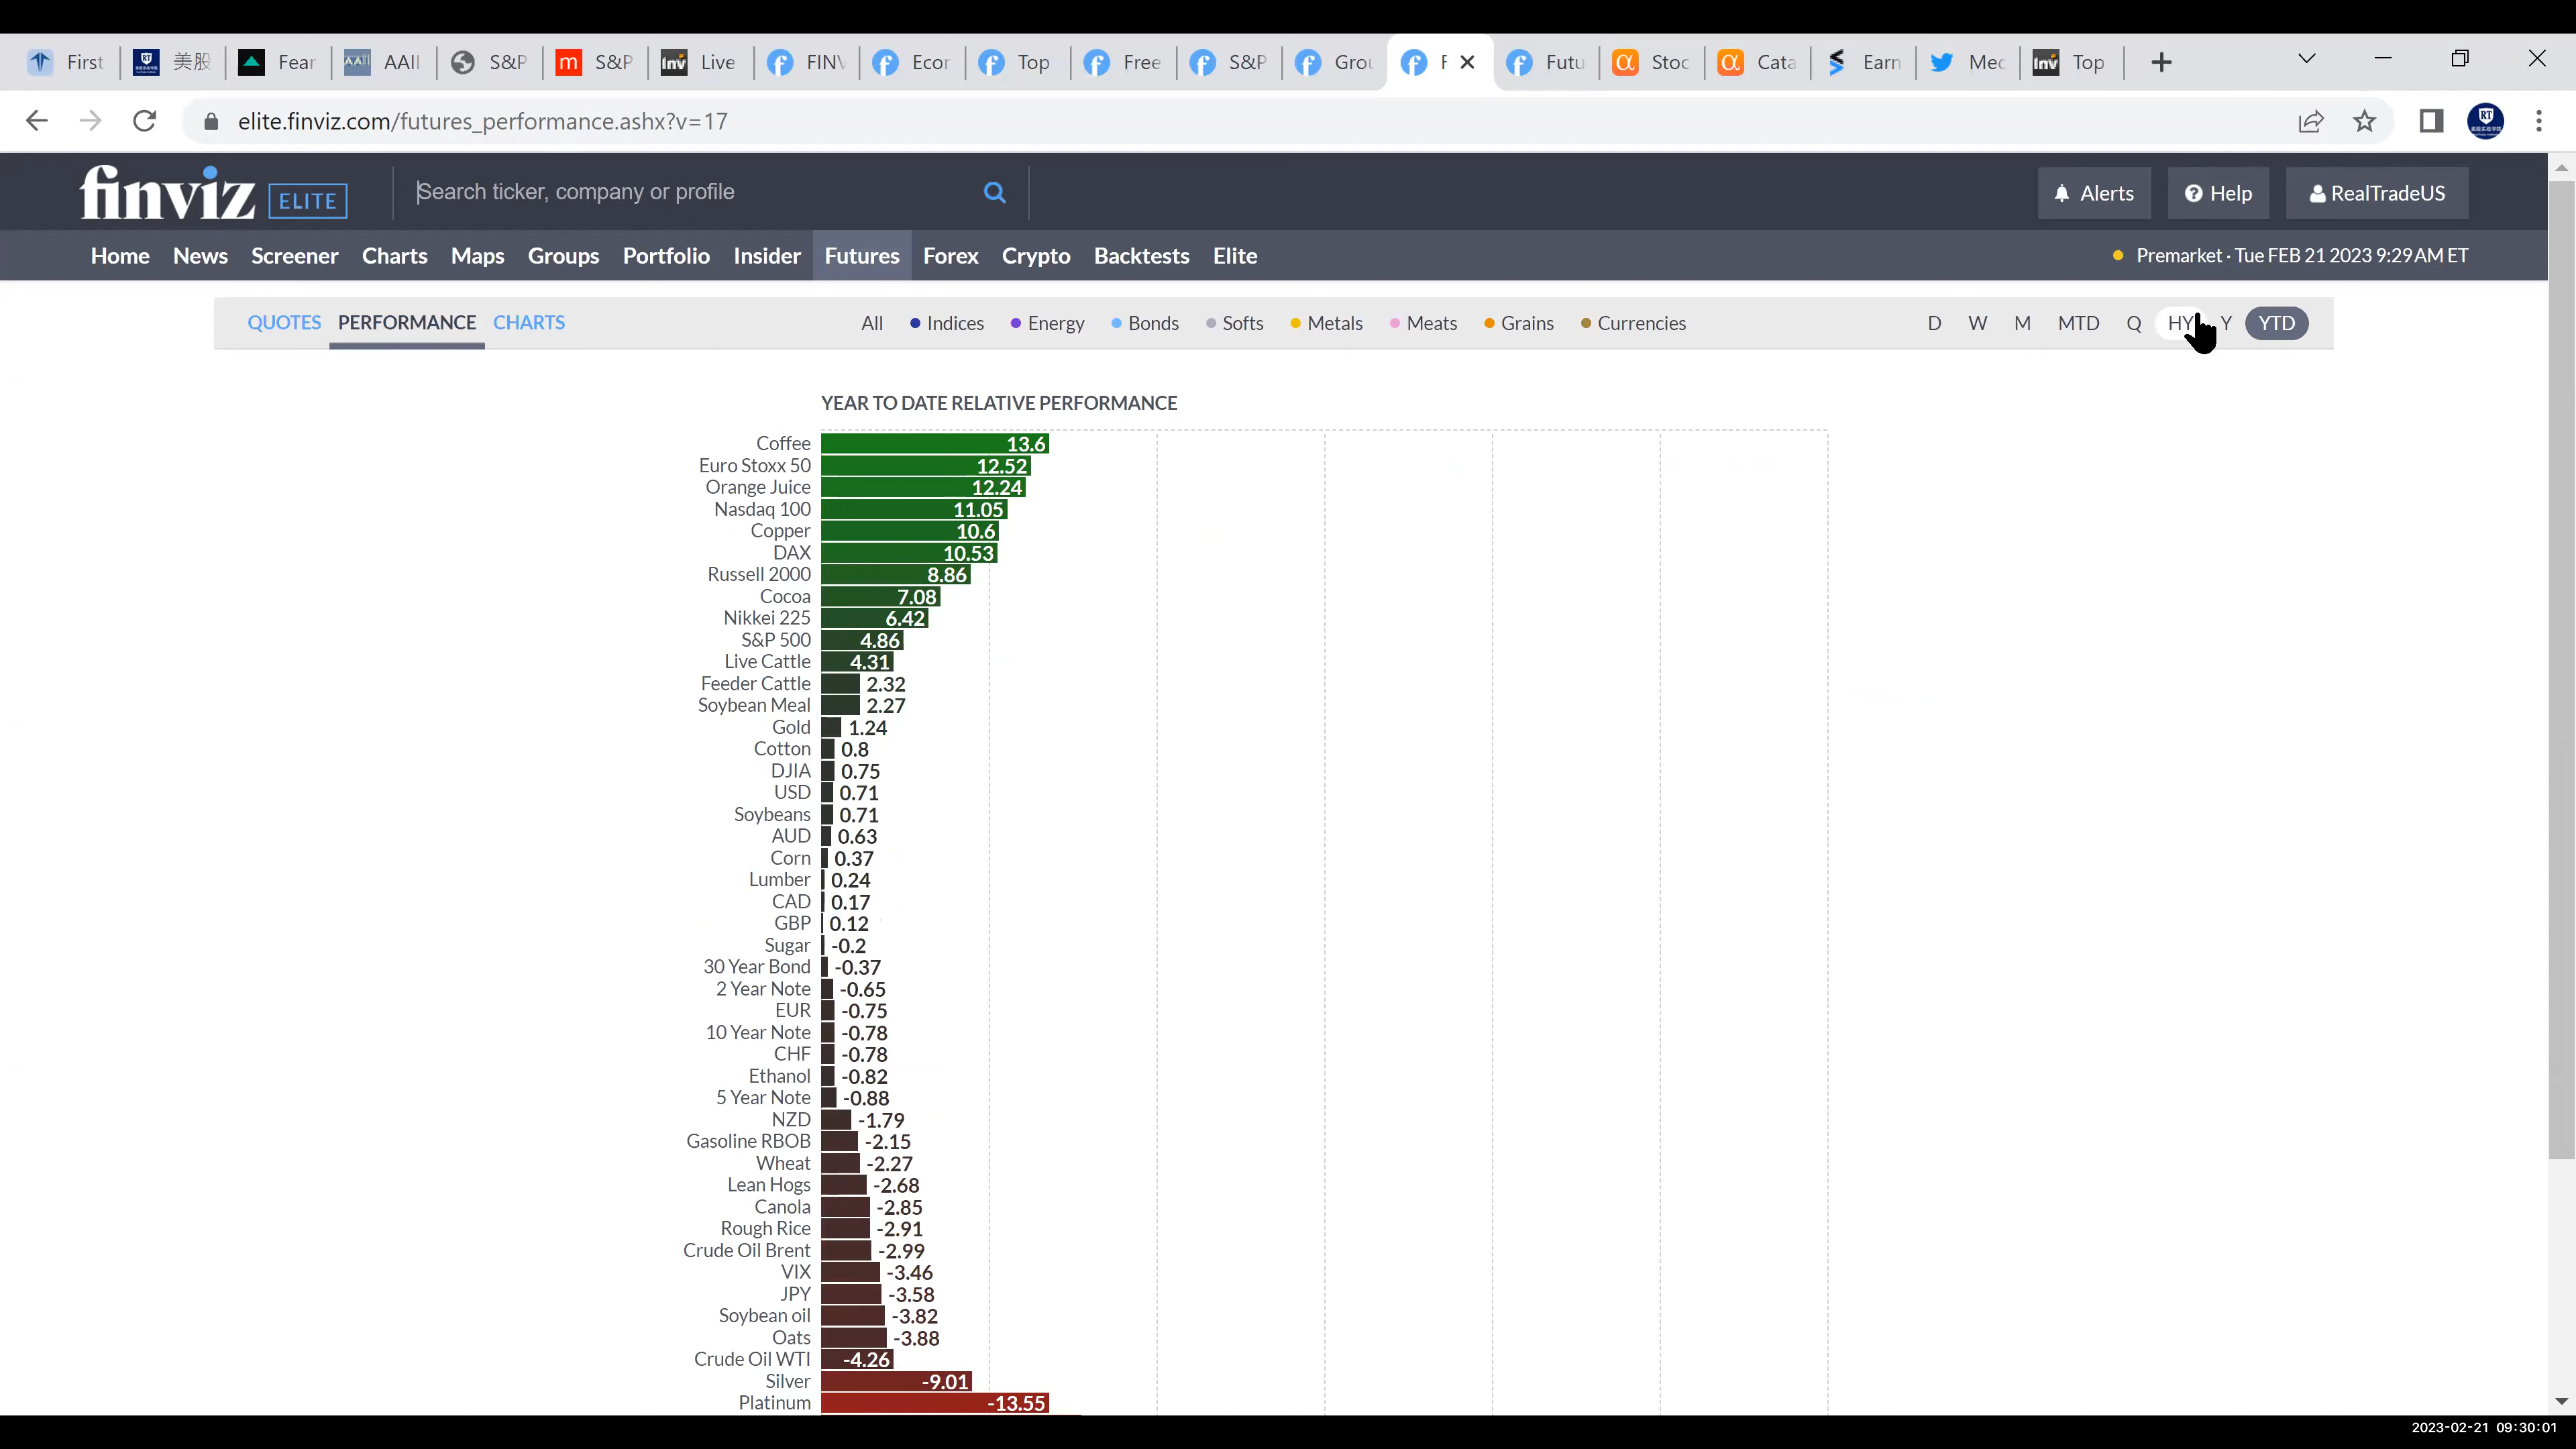 First 美股 Fear AAII S&P S&P Live FINV Econ Top Free S&P Grou F Futu Stoc Cata Earn Mec Top
elite.finviz.com/futures_performance.ashx?v=17
finviz ELITE Search ticker, company or profile Alerts Help RealTradeUS
Home News Screener Charts Maps Groups Portfolio Insider Futures Forex Crypto Backtests Elite Premarket · Tue FEB 21 2023 9:29 AM ET
QUOTES PERFORMANCE CHARTS All Indices Energy Bonds Softs Metals Meats Grains Currencies D W M MTD Q HY Y YTD
YEAR TO DATE RELATIVE PERFORMANCE
Coffee 13.6
Euro Stoxx 50 12.52
Orange Juice 12.24
Nasdaq 100 11.05
Copper 10.6
DAX 10.53
Russell 2000 8.86
Cocoa 7.08
Nikkei 225 6.42
S&P 500 4.86
Live Cattle 4.31
Feeder Cattle 2.32
Soybean Meal 2.27
Gold 1.24
Cotton 0.8
DJIA 0.75
USD 0.71
Soybeans 0.71
AUD 0.63
Corn 0.37
Lumber 0.24
CAD 0.17
GBP 0.12
Sugar -0.2
30 Year Bond -0.37
2 Year Note -0.65
EUR -0.75
10 Year Note -0.78
CHF -0.78
Ethanol -0.82
5 Year Note -0.88
NZD -1.79
Gasoline RBOB -2.15
Wheat -2.27
Lean Hogs -2.68
Canola -2.85
Rough Rice -2.91
Crude Oil Brent -2.99
VIX -3.46
JPY -3.58
Soybean oil -3.82
Oats -3.88
Crude Oil WTI -4.26
Silver -9.01
Platinum -13.55
2023-02-21 09:30:01